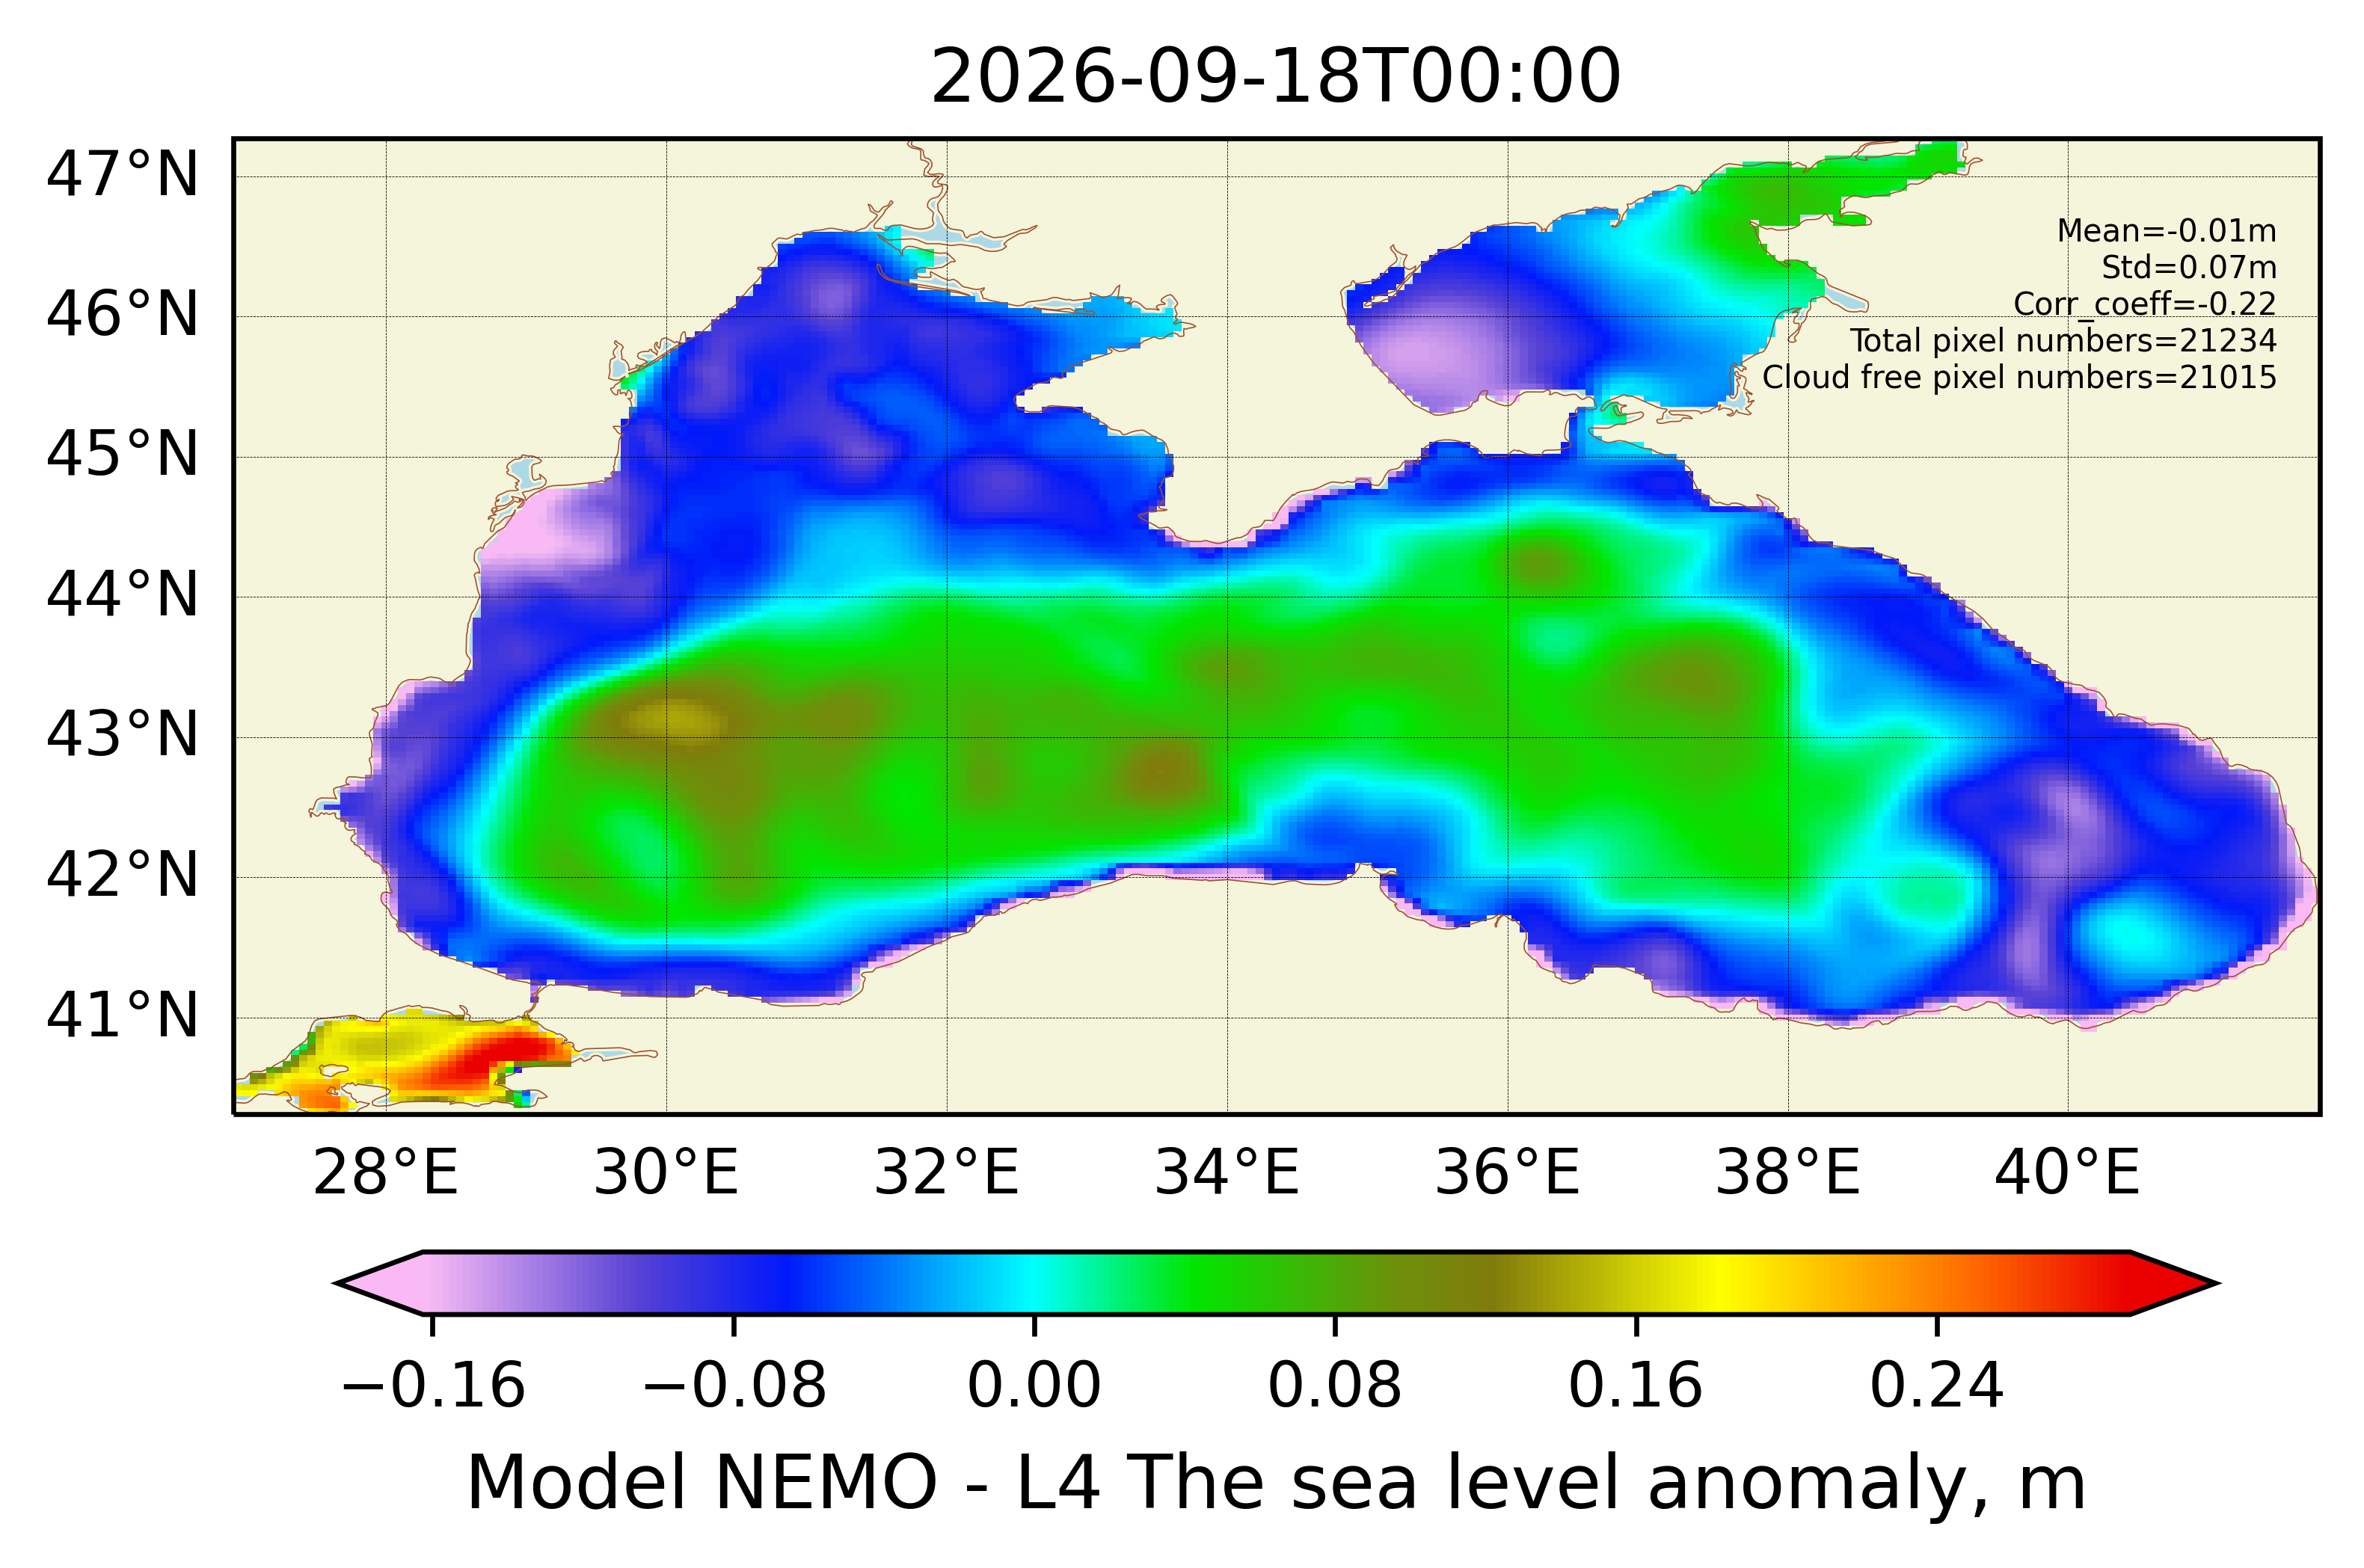 2026-09-18T00:00
47°N
46°N
45°N
44°N
43°N
42°N
41°N
Mean=-0.01m
Std=0.07m
Corr_coeff=-0.22
Total pixel numbers=21234
Cloud free pixel numbers=21015
28°E 30°E 32°E 34°E 36°E 38°E 40°E
−0.16 −0.08 0.00 0.08 0.16 0.24
Model NEMO - L4 The sea level anomaly, m